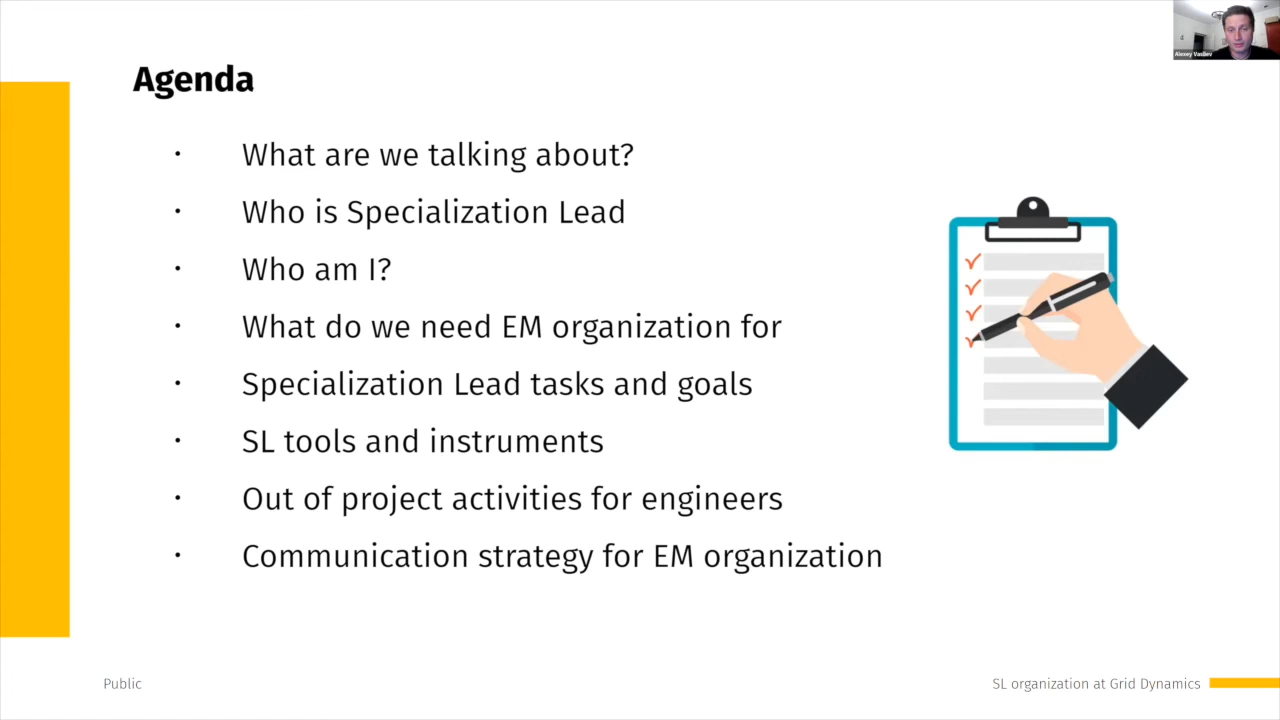 Alexey Vasilev
Agenda
• What are we talking about?
• Who is Specialization Lead
• Who am I?
• What do we need EM organization for
• Specialization Lead tasks and goals
• SL tools and instruments
• Out of project activities for engineers
• Communication strategy for EM organization
Public
SL organization at Grid Dynamics